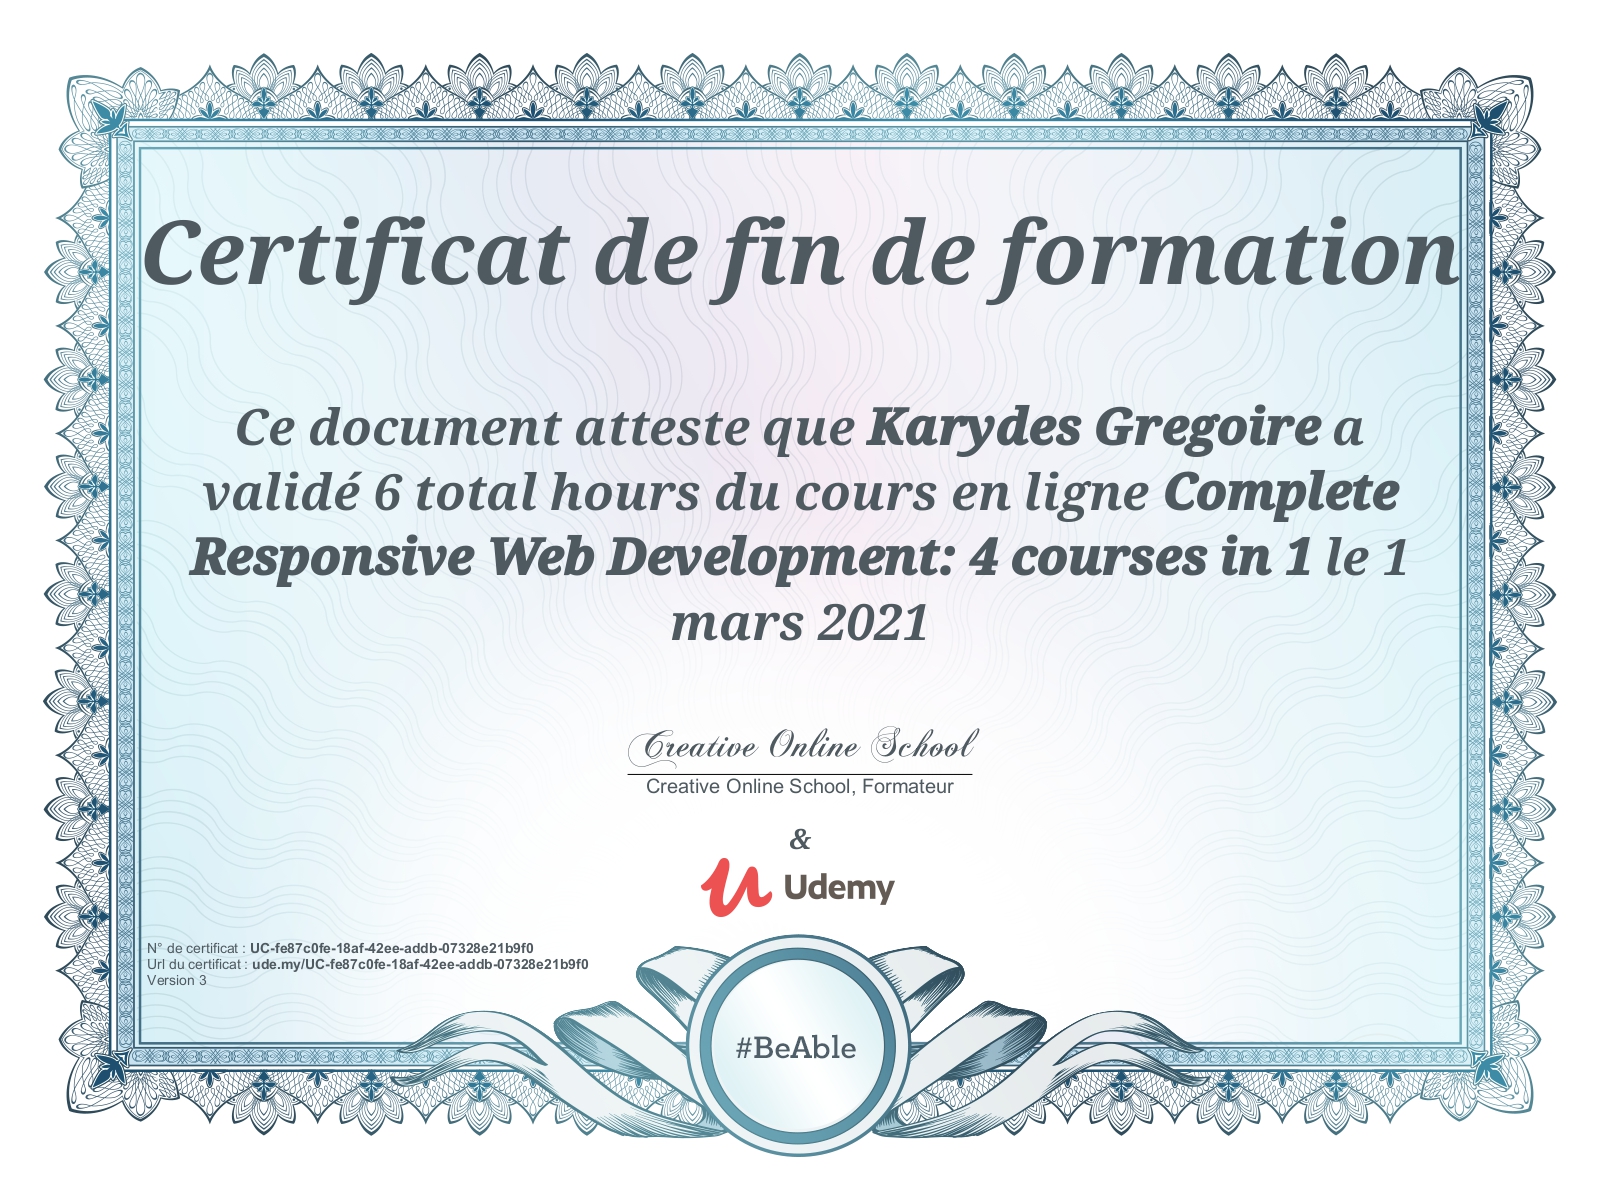 Certificat de fin de formation
Ce document atteste que Karydes Gregoire a
validé 6 total hours du cours en ligne Complete
Responsive Web Development: 4 courses in 1 le 1
mars 2021
Creative Online School
Creative Online School, Formateur
&
Udemy
N° de certificat : UC-fe87c0fe-18af-42ee-addb-07328e21b9f0
Url du certificat : ude.my/UC-fe87c0fe-18af-42ee-addb-07328e21b9f0
Version 3
#BeAble